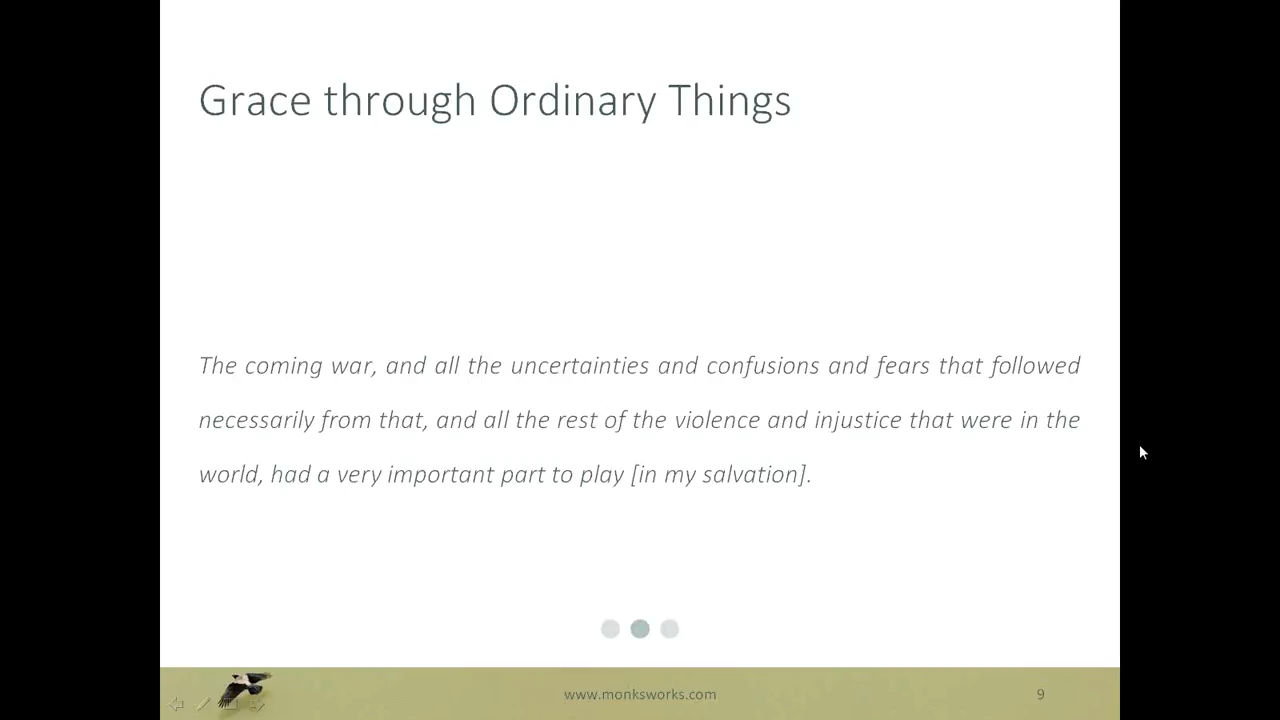 Grace through Ordinary Things
The coming war, and all the uncertainties and confusions and fears that followed
necessarily from that, and all the rest of the violence and injustice that were in the
world, had a very important part to play [in my salvation].
www.monksworks.com
9